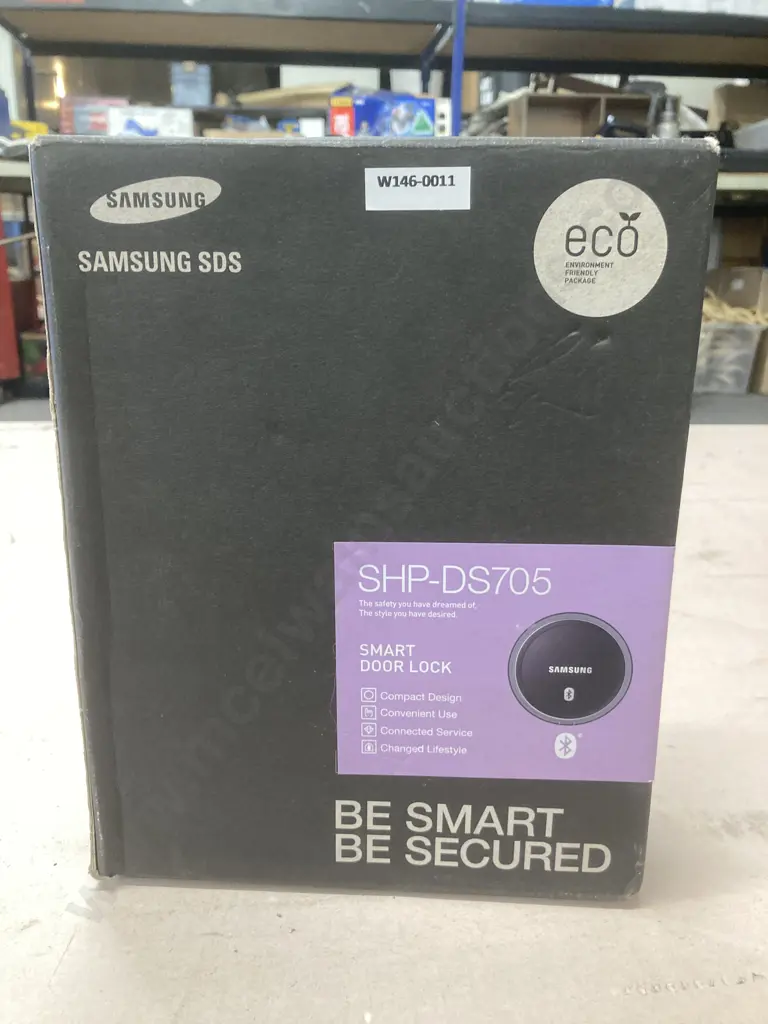 SAMSUNG
W146-0011
SAMSUNG SDS
eco
ENVIRONMENT
FRIENDLY
PACKAGE
SHP-DS705
The safety you have dreamed of,
The style you have desired.
SMART
DOOR LOCK
SAMSUNG
Compact Design
Convenient Use
Connected Service
Changed Lifestyle
BE SMART
BE SECURED